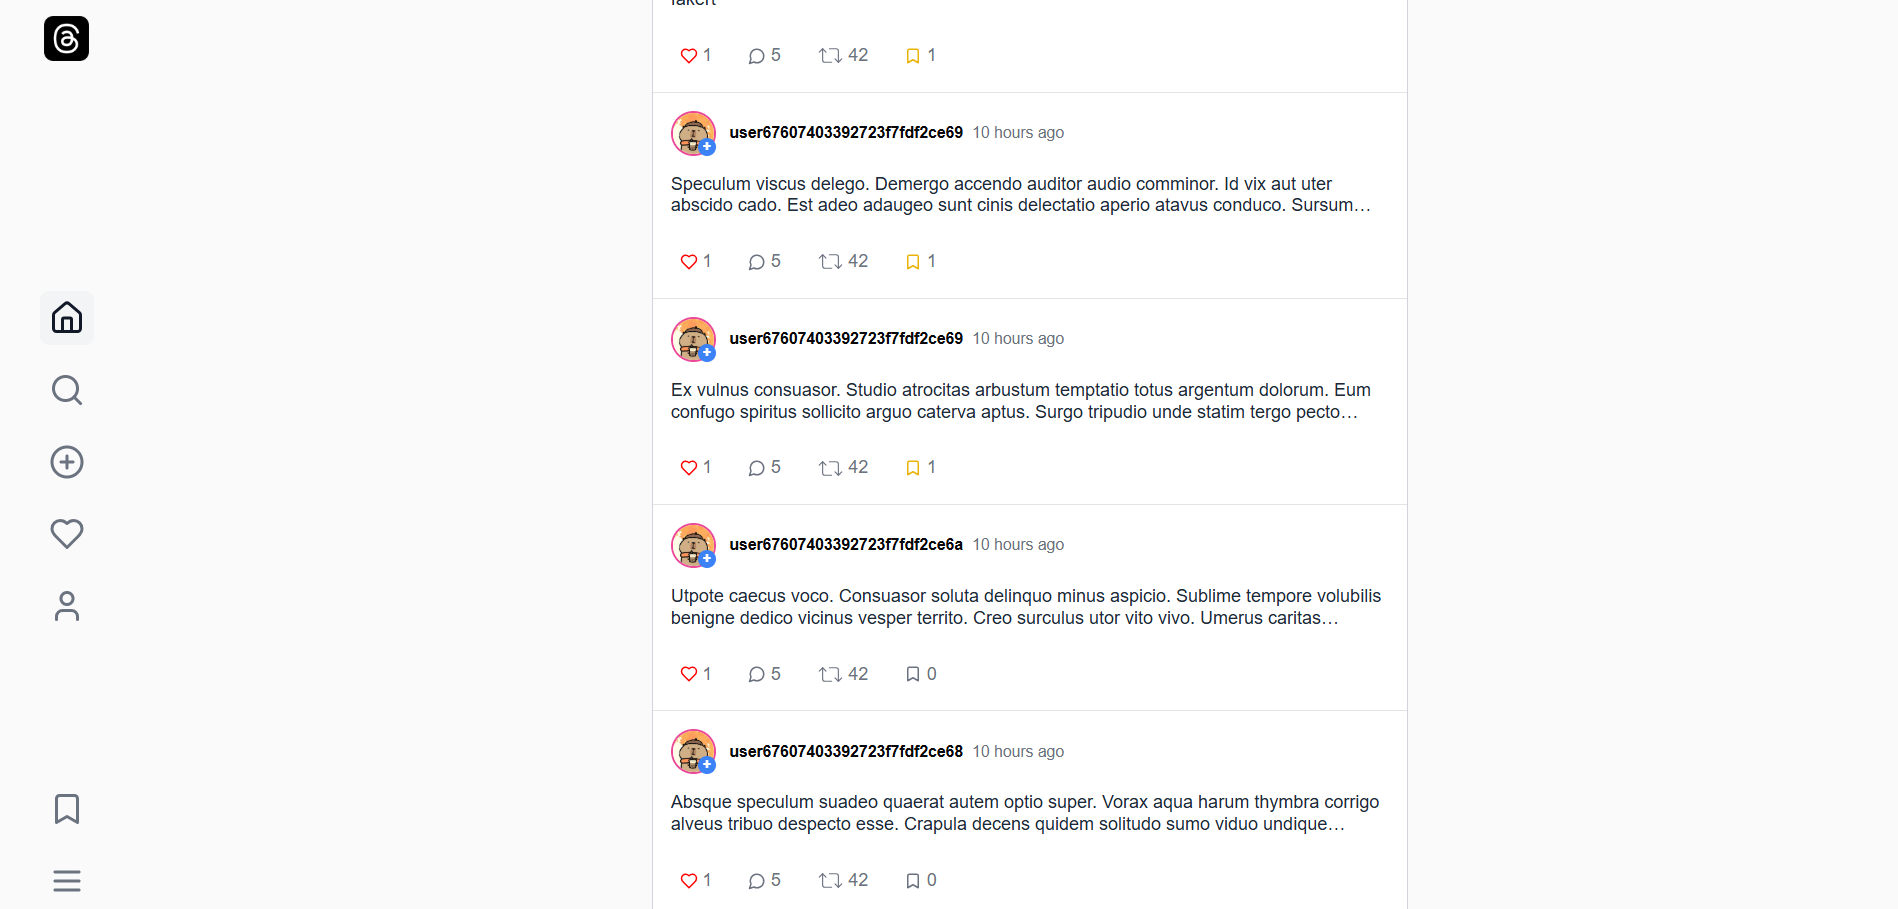 fakert
1 5 42 1
user67607403392723f7fdf2ce69 10 hours ago
Speculum viscus delego. Demergo accendo auditor audio comminor. Id vix aut uter
abscido cado. Est adeo adaugeo sunt cinis delectatio aperio atavus conduco. Sursum…
1 5 42 1
user67607403392723f7fdf2ce69 10 hours ago
Ex vulnus consuasor. Studio atrocitas arbustum temptatio totus argentum dolorum. Eum
confugo spiritus sollicito arguo caterva aptus. Surgo tripudio unde statim tergo pecto…
1 5 42 1
user67607403392723f7fdf2ce6a 10 hours ago
Utpote caecus voco. Consuasor soluta delinquo minus aspicio. Sublime tempore volubilis
benigne dedico vicinus vesper territo. Creo surculus utor vito vivo. Umerus caritas…
1 5 42 0
user67607403392723f7fdf2ce68 10 hours ago
Absque speculum suadeo quaerat autem optio super. Vorax aqua harum thymbra corrigo
alveus tribuo despecto esse. Crapula decens quidem solitudo sumo viduo undique…
1 5 42 0